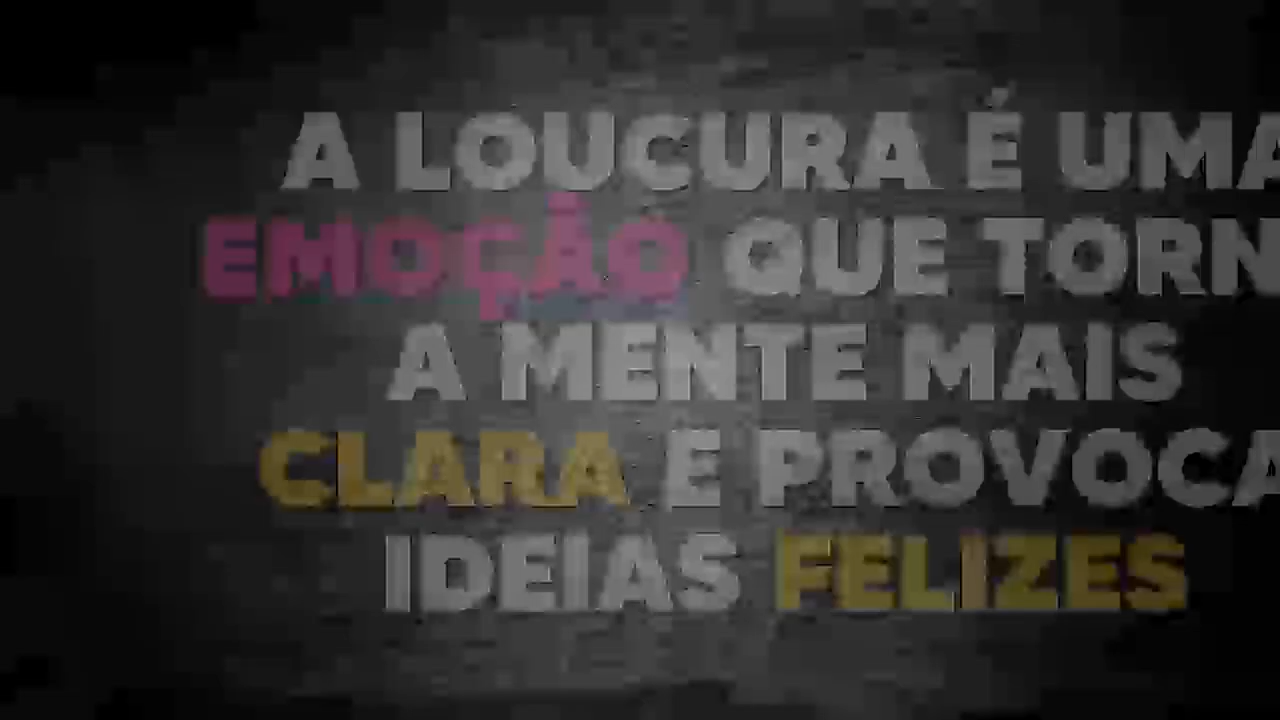 A LOUCURA É UMA
EMOÇÃO QUE TORN
A MENTE MAIS
CLARA E PROVOCA
IDEIAS FELIZES